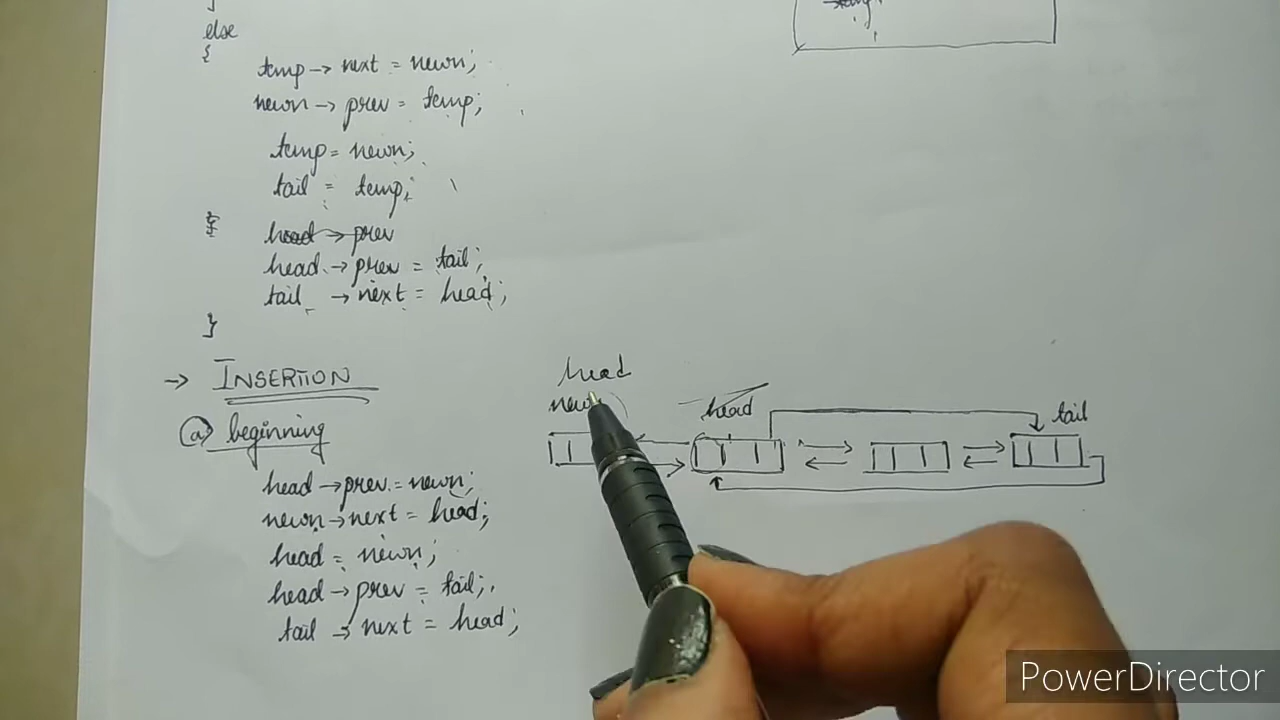 }
else
{
temp → next = newn;
newn → prev = temp;
temp = newn;
tail = temp;
}
head → prev
head → prev = tail;
tail → next = head;
}
→ INSERTION
(a) beginning
head → prev = newn;
newn → next = head;
head = newn;
head → prev = tail;
tail → next = head;
head
newn
head
tail
PowerDirector